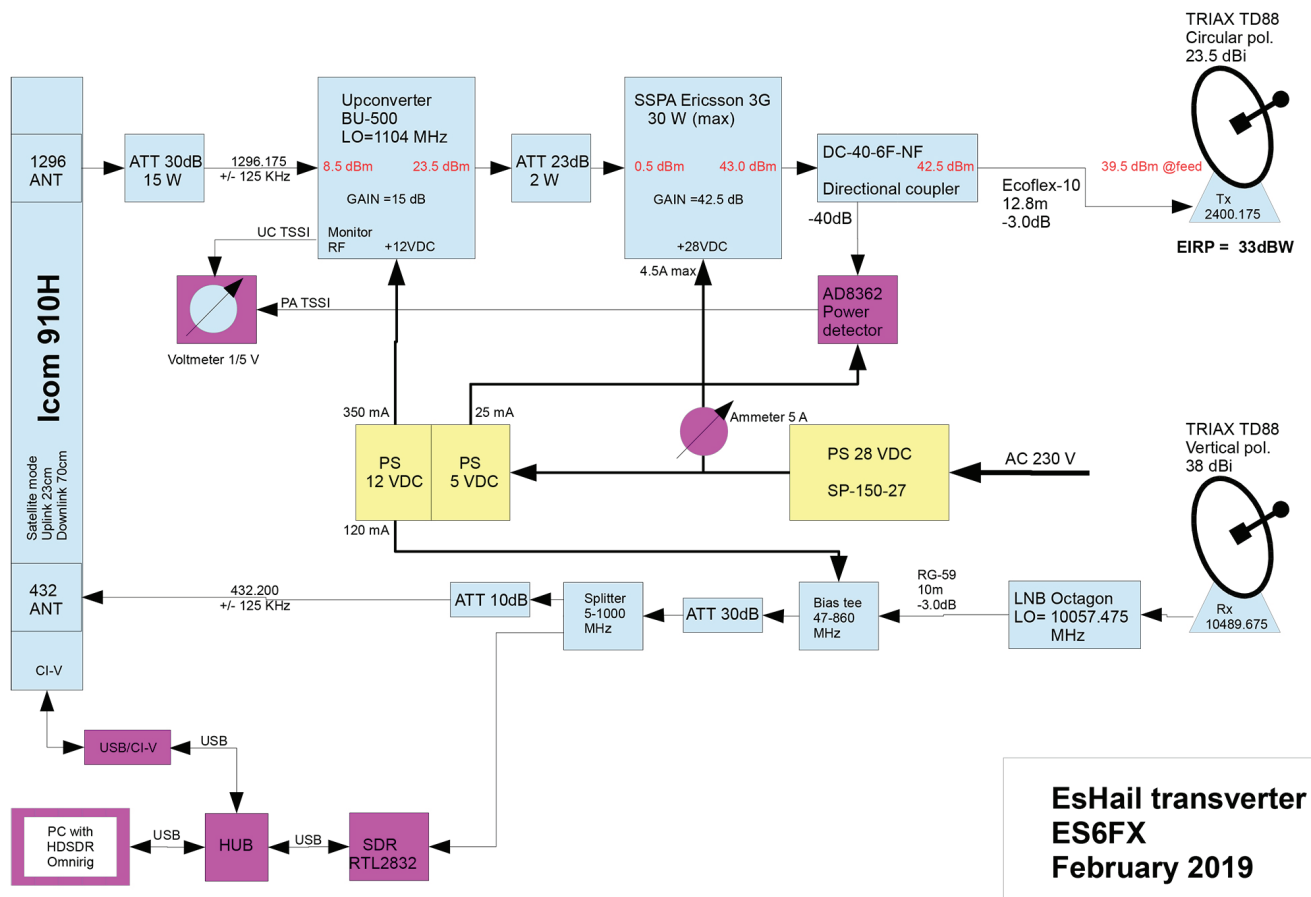 TRIAX TD88
Circular pol.
23.5 dBi
Upconverter
BU-500
LO=1104 MHz
8.5 dBm
23.5 dBm
GAIN =15 dB
Monitor
RF
+12VDC
SSPA Ericsson 3G
30 W (max)
0.5 dBm
43.0 dBm
GAIN =42.5 dB
+28VDC
4.5A max
1296
ANT
ATT 30dB
15 W
1296.175
+/- 125 KHz
ATT 23dB
2 W
DC-40-6F-NF
42.5 dBm
Directional coupler
-40dB
39.5 dBm @feed
Ecoflex-10
12.8m
-3.0dB
Tx
2400.175
EIRP = 33dBW
UC TSSI
PA TSSI
Voltmeter 1/5 V
AD8362
Power
detector
Icom 910H
Satellite mode
Uplink 23cm
Downlink 70cm
350 mA
25 mA
Ammeter 5 A
PS
12 VDC
PS
5 VDC
PS 28 VDC
SP-150-27
AC 230 V
120 mA
TRIAX TD88
Vertical pol.
38 dBi
Rx
10489.675
432
ANT
432.200
+/- 125 KHz
ATT 10dB
Splitter
5-1000
MHz
ATT 30dB
Bias tee
47-860
MHz
RG-59
10m
-3.0dB
LNB Octagon
LO= 10057.475
MHz
CI-V
USB/CI-V
USB
PC with
HDSDR
Omnirig
USB
HUB
USB
SDR
RTL2832
EsHail transverter
ES6FX
February 2019